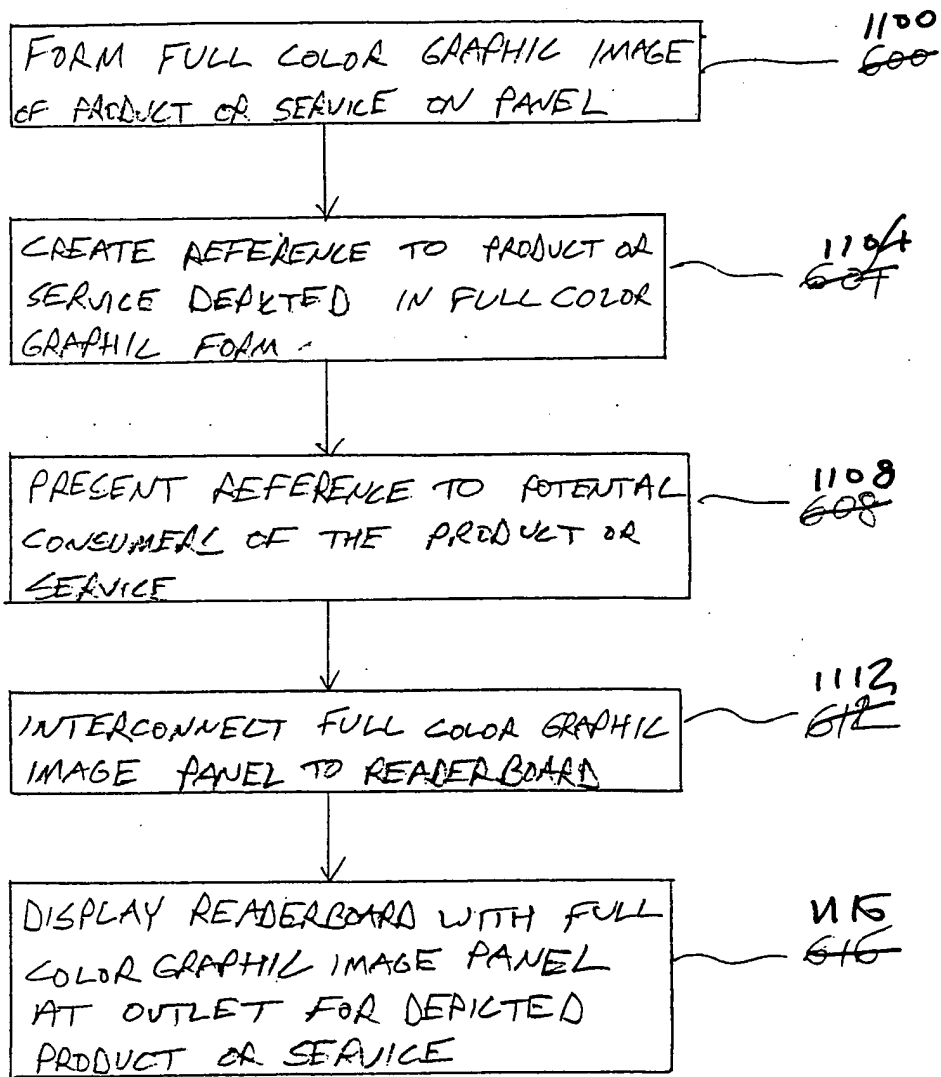 FORM FULL COLOR GRAPHIC IMAGE
OF PRODUCT OR SERVICE ON PANEL
1100
600
CREATE REFERENCE TO PRODUCT OR
SERVICE DEPICTED IN FULL COLOR
GRAPHIC FORM
1104
604
PRESENT REFERENCE TO POTENTAL
CONSUMERS OF THE PRODUCT OR
SERVICE
1108
608
INTERCONNECT FULL COLOR GRAPHIC
IMAGE PANEL TO READERBOARD
1112
612
DISPLAY READERBOARD WITH FULL
COLOR GRAPHIC IMAGE PANEL
AT OUTLET FOR DEPICTED
PRODUCT OR SERVICE
1116
616